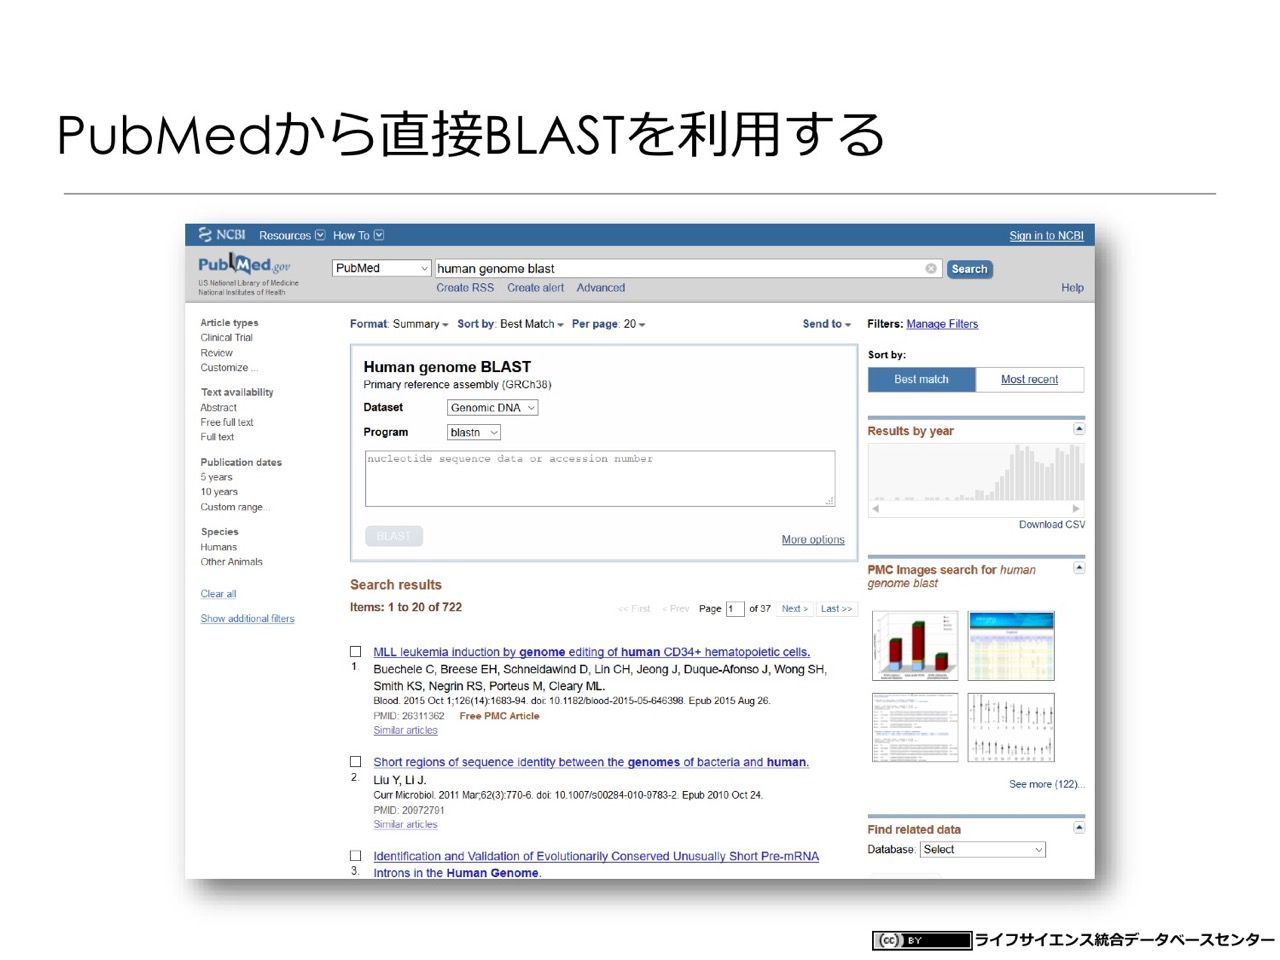 PubMedから直接BLASTを利用する
NCBI Resources How To Sign in to NCBI
PubMed.gov
US National Library of Medicine
National Institutes of Health
PubMed human genome blast Search
Create RSS Create alert Advanced Help
Article types
Clinical Trial
Review
Customize ...
Text availability
Abstract
Free full text
Full text
Publication dates
5 years
10 years
Custom range...
Species
Humans
Other Animals
Clear all
Show additional filters
Format: Summary Sort by: Best Match Per page: 20 Send to
Human genome BLAST
Primary reference assembly (GRCh38)
Dataset Genomic DNA
Program blastn
nucleotide sequence data or accession number
BLAST More options
Search results
Items: 1 to 20 of 722 << First < Prev Page 1 of 37 Next > Last >>
MLL leukemia induction by genome editing of human CD34+ hematopoietic cells.
1. Buechele C, Breese EH, Schneidawind D, Lin CH, Jeong J, Duque-Afonso J, Wong SH,
Smith KS, Negrin RS, Porteus M, Cleary ML.
Blood. 2015 Oct 1;126(14):1683-94. doi: 10.1182/blood-2015-05-646398. Epub 2015 Aug 26.
PMID: 26311362 Free PMC Article
Similar articles
Short regions of sequence identity between the genomes of bacteria and human.
2. Liu Y, Li J.
Curr Microbiol. 2011 Mar;62(3):770-6. doi: 10.1007/s00284-010-9783-2. Epub 2010 Oct 24.
PMID: 20972791
Similar articles
Identification and Validation of Evolutionarily Conserved Unusually Short Pre-mRNA
3. Introns in the Human Genome.
Filters: Manage Filters
Sort by:
Best match Most recent
Results by year
Download CSV
PMC Images search for human
genome blast
See more (122)...
Find related data
Database: Select
cc BY ライフサイエンス統合データベースセンター